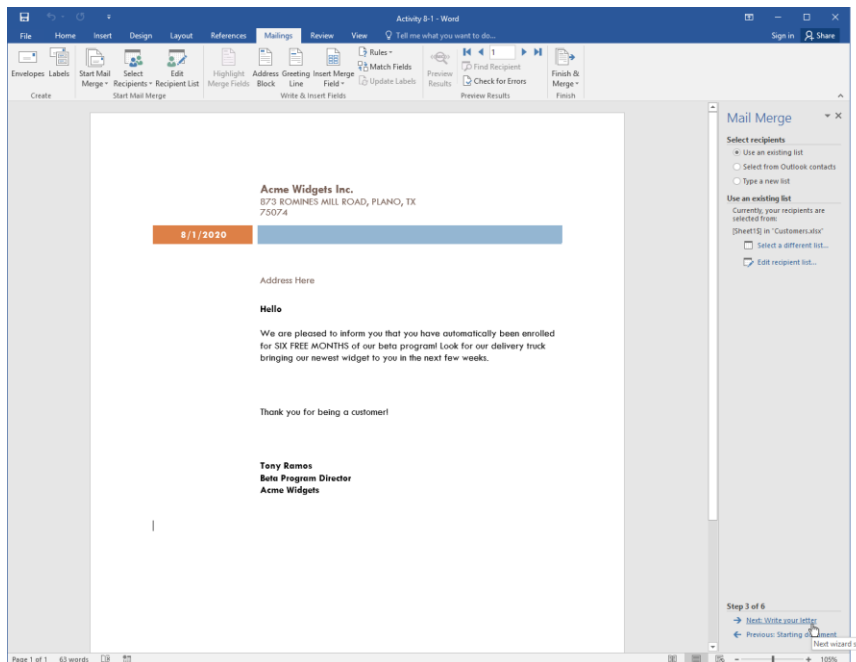 Activity 8-1 - Word
File Home Insert Design Layout References Mailings Review View Tell me what you want to do... Sign in Share
Envelopes Labels
Create
Start Mail Merge Select Recipients Edit Recipient List
Start Mail Merge
Highlight Merge Fields Address Block Greeting Line Insert Merge Field
Rules
Match Fields
Update Labels
Write & Insert Fields
Preview Results
1
Find Recipient
Check for Errors
Preview Results
Finish & Merge
Finish
Acme Widgets Inc.
873 ROMINES MILL ROAD, PLANO, TX
75074
8/1/2020
Address Here
Hello
We are pleased to inform you that you have automatically been enrolled
for SIX FREE MONTHS of our beta program! Look for our delivery truck
bringing our newest widget to you in the next few weeks.
Thank you for being a customer!
Tony Ramos
Beta Program Director
Acme Widgets
Mail Merge
Select recipients
Use an existing list
Select from Outlook contacts
Type a new list
Use an existing list
Currently, your recipients are
selected from:
[Sheet1$] in "Customers.xlsx"
Select a different list...
Edit recipient list...
Step 3 of 6
Next: Write your letter
Previous: Starting
Next wizard s
Page 1 of 1 63 words 105%